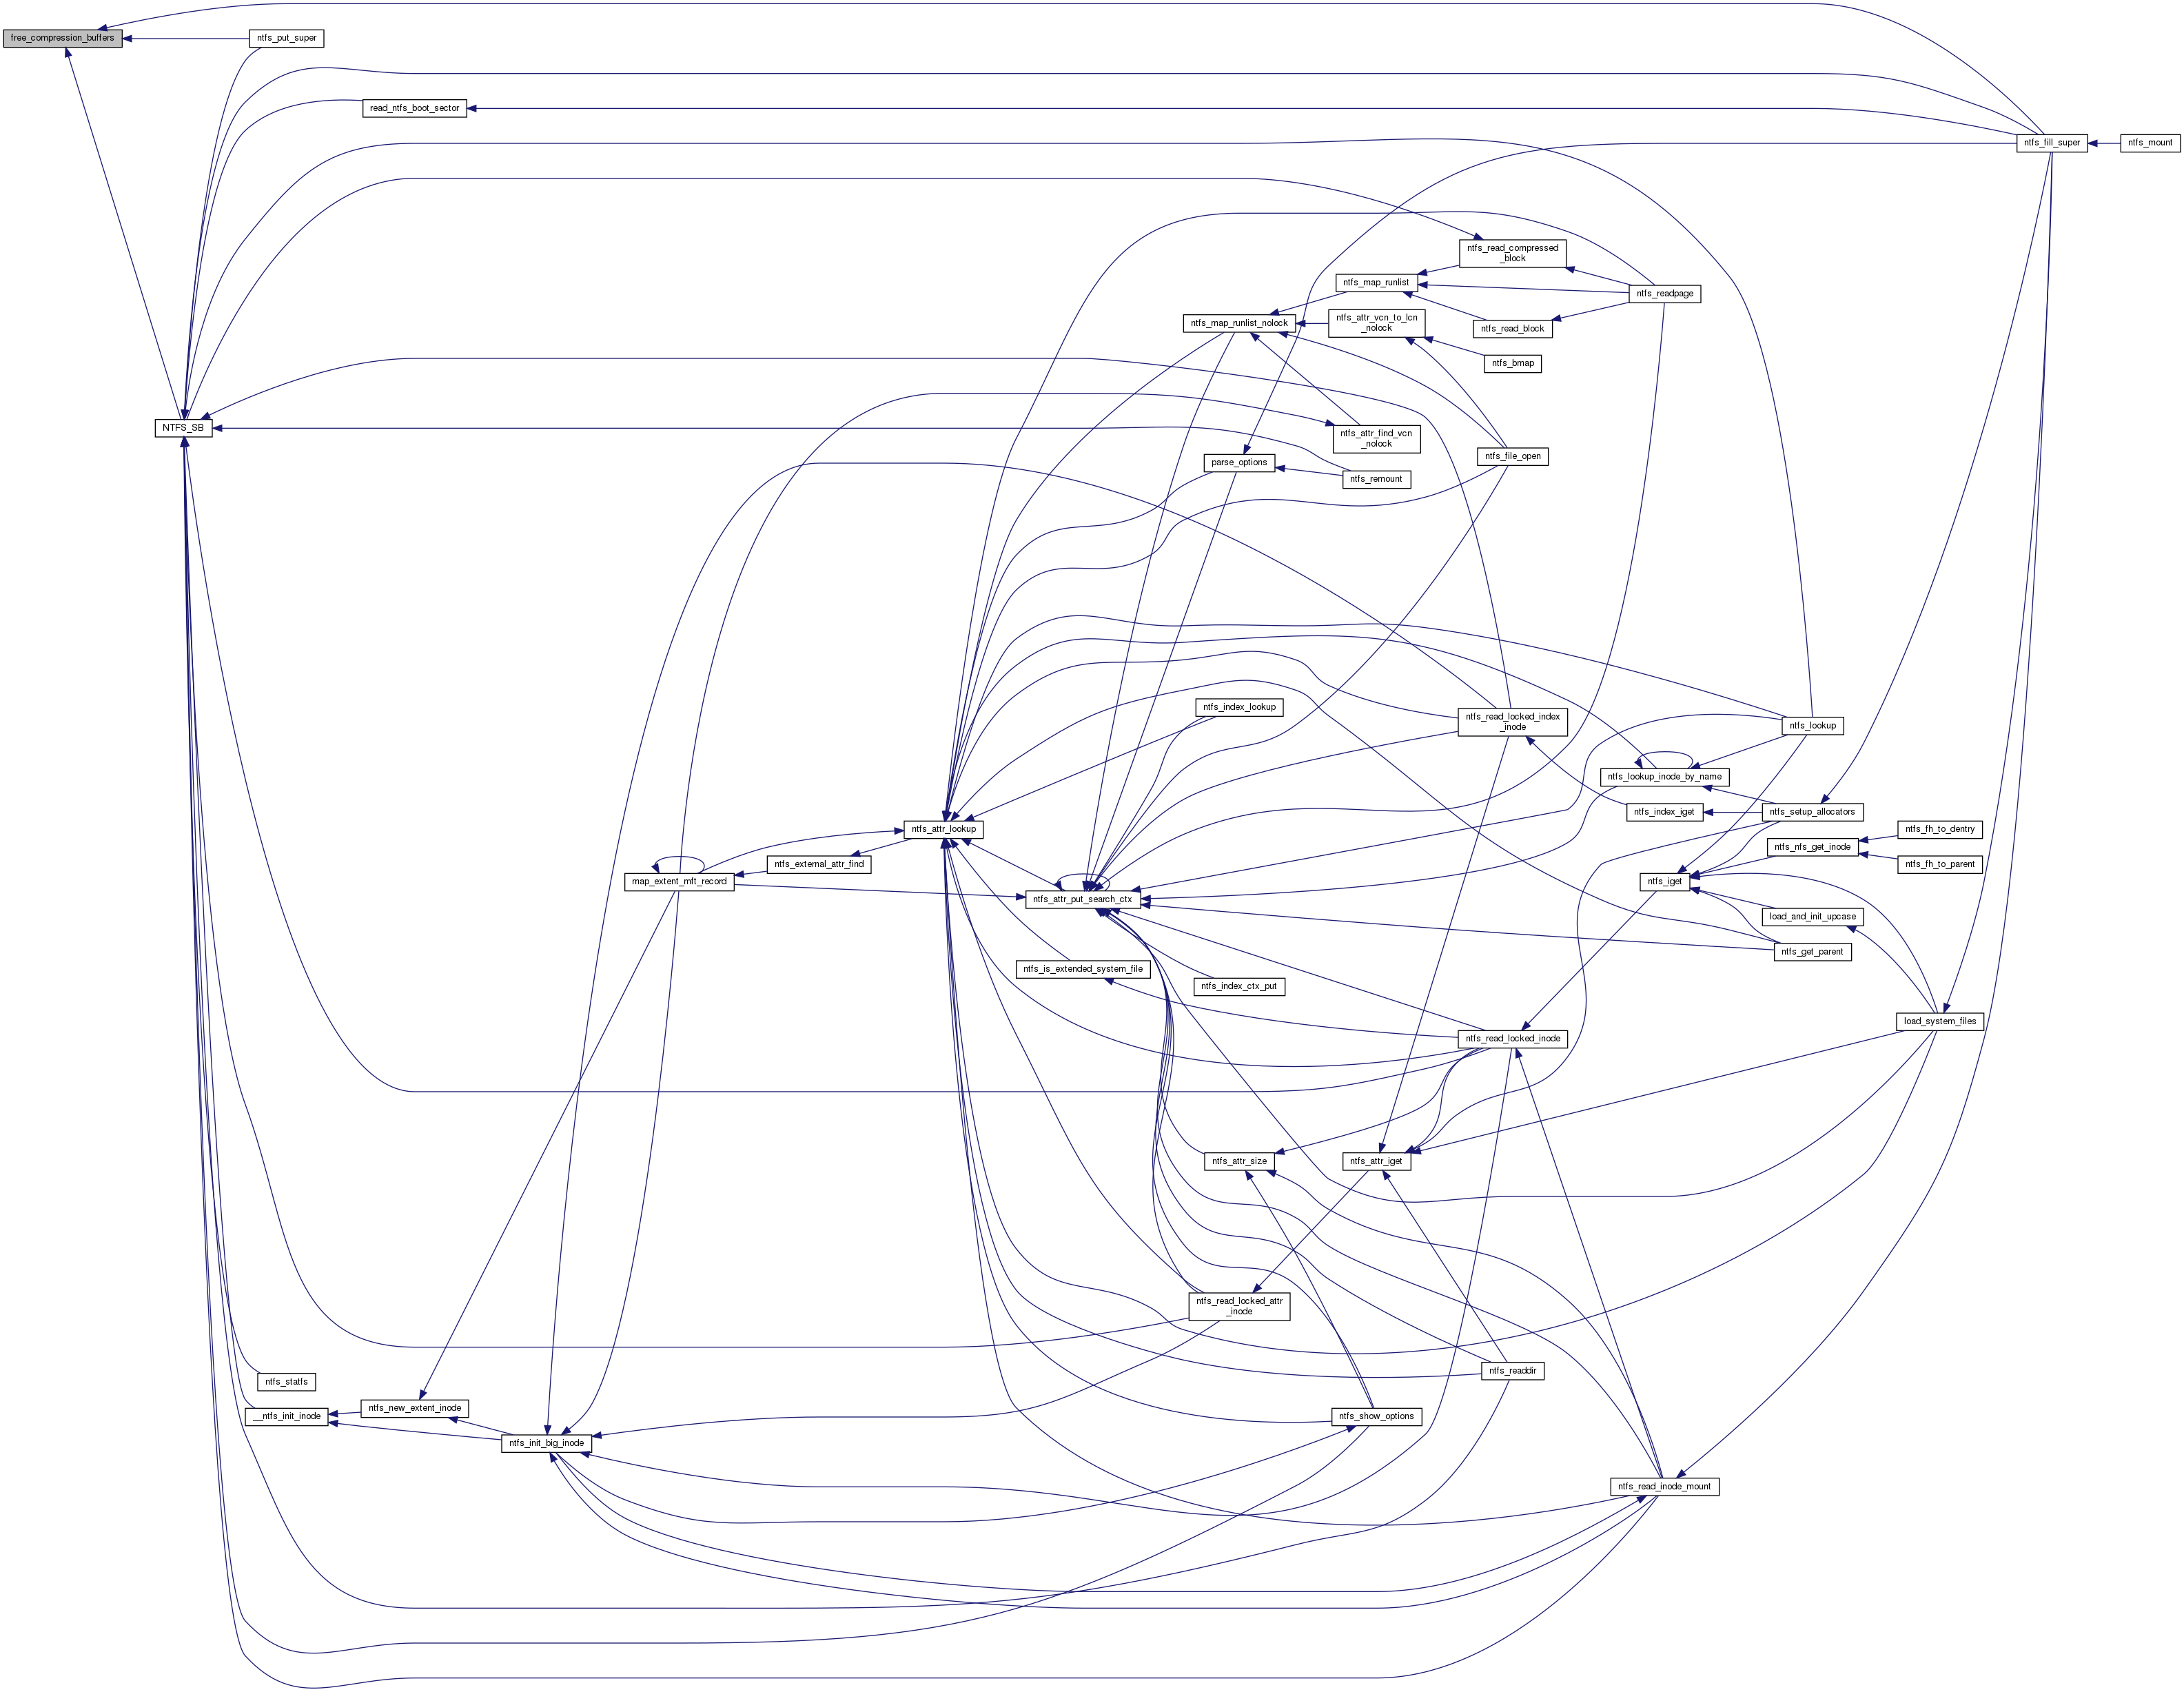 free_compression_buffers
ntfs_put_super
read_ntfs_boot_sector
ntfs_fill_super
ntfs_mount
ntfs_read_compressed
_block
ntfs_map_runlist
ntfs_readpage
ntfs_map_runlist_nolock
ntfs_attr_vcn_to_lcn
_nolock
ntfs_read_block
ntfs_bmap
NTFS_SB
ntfs_attr_find_vcn
_nolock
ntfs_file_open
parse_options
ntfs_remount
ntfs_index_lookup
ntfs_read_locked_index
_inode
ntfs_lookup
ntfs_lookup_inode_by_name
ntfs_index_iget
ntfs_setup_allocators
ntfs_attr_lookup
ntfs_fh_to_dentry
ntfs_nfs_get_inode
ntfs_external_attr_find
ntfs_fh_to_parent
map_extent_mft_record
ntfs_iget
ntfs_attr_put_search_ctx
load_and_init_upcase
ntfs_get_parent
ntfs_is_extended_system_file
ntfs_index_ctx_put
load_system_files
ntfs_read_locked_inode
ntfs_attr_size
ntfs_attr_iget
ntfs_read_locked_attr
_inode
ntfs_readdir
ntfs_statfs
ntfs_new_extent_inode
__ntfs_init_inode
ntfs_show_options
ntfs_init_big_inode
ntfs_read_inode_mount